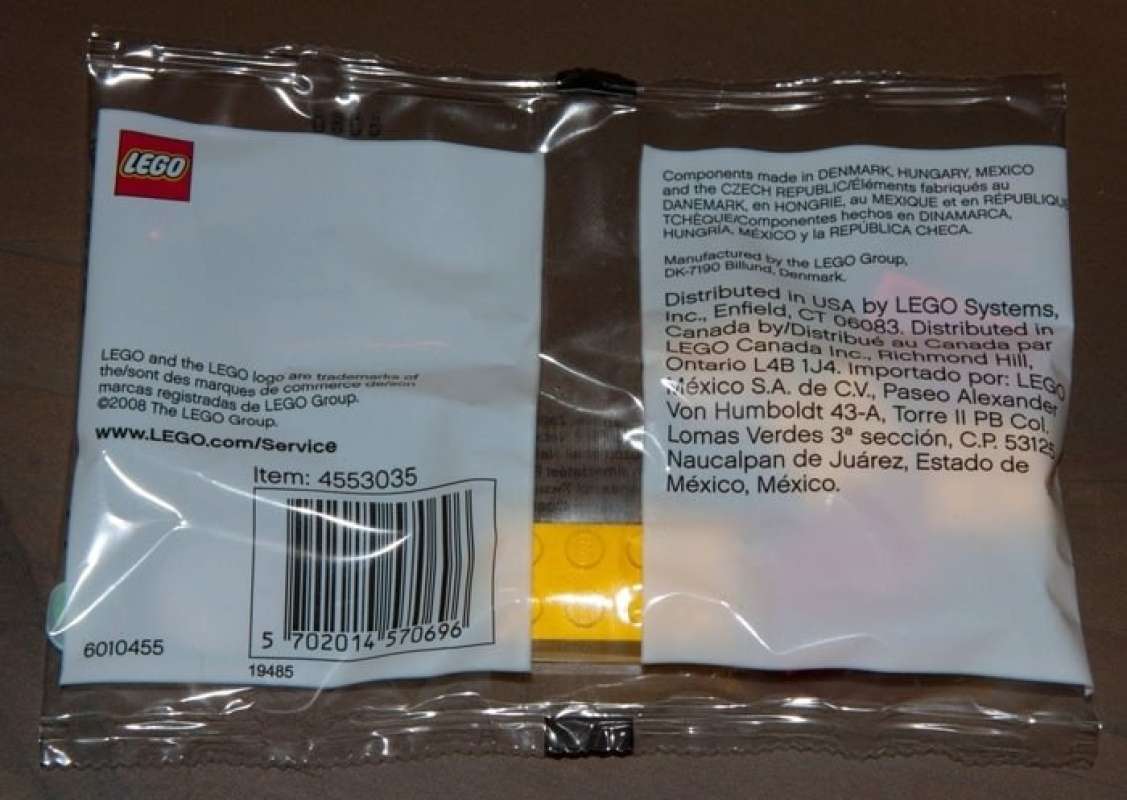 LEGO
LEGO and the LEGO logo are trademarks of
the/sont des marques de commerce de/son
marcas registradas de LEGO Group.
©2008 The LEGO Group.
www.LEGO.com/Service
Item: 4553035
5 702014 570696
6010455
19485
Components made in DENMARK, HUNGARY, MEXICO
and the CZECH REPUBLIC/Éléments fabriqués au
DANEMARK, en HONGRIE, au MEXIQUE et en RÉPUBLIQUE
TCHÈQUE/Componentes hechos en DINAMARCA,
HUNGRÍA, MÉXICO y la REPÚBLICA CHECA.
Manufactured by the LEGO Group,
DK-7190 Billund, Denmark.
Distributed in USA by LEGO Systems,
Inc., Enfield, CT 06083. Distributed in
Canada by/Distribué au Canada par
LEGO Canada Inc., Richmond Hill,
Ontario L4B 1J4. Importado por: LEGO
México S.A. de C.V., Paseo Alexander
Von Humboldt 43-A, Torre II PB Col.
Lomas Verdes 3ª sección, C.P. 53125
Naucalpan de Juárez, Estado de
México, México.